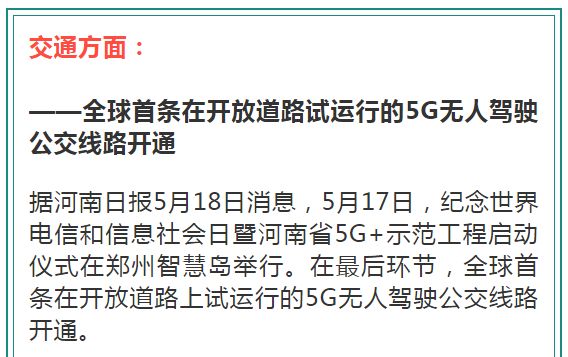 交通方面：
——全球首条在开放道路试运行的5G无人驾驶
公交线路开通
据河南日报5月18日消息，5月17日，纪念世界
电信和信息社会日暨河南省5G+示范工程启动
仪式在郑州智慧岛举行。在最后环节，全球首
条在开放道路上试运行的5G无人驾驶公交线路
开通。